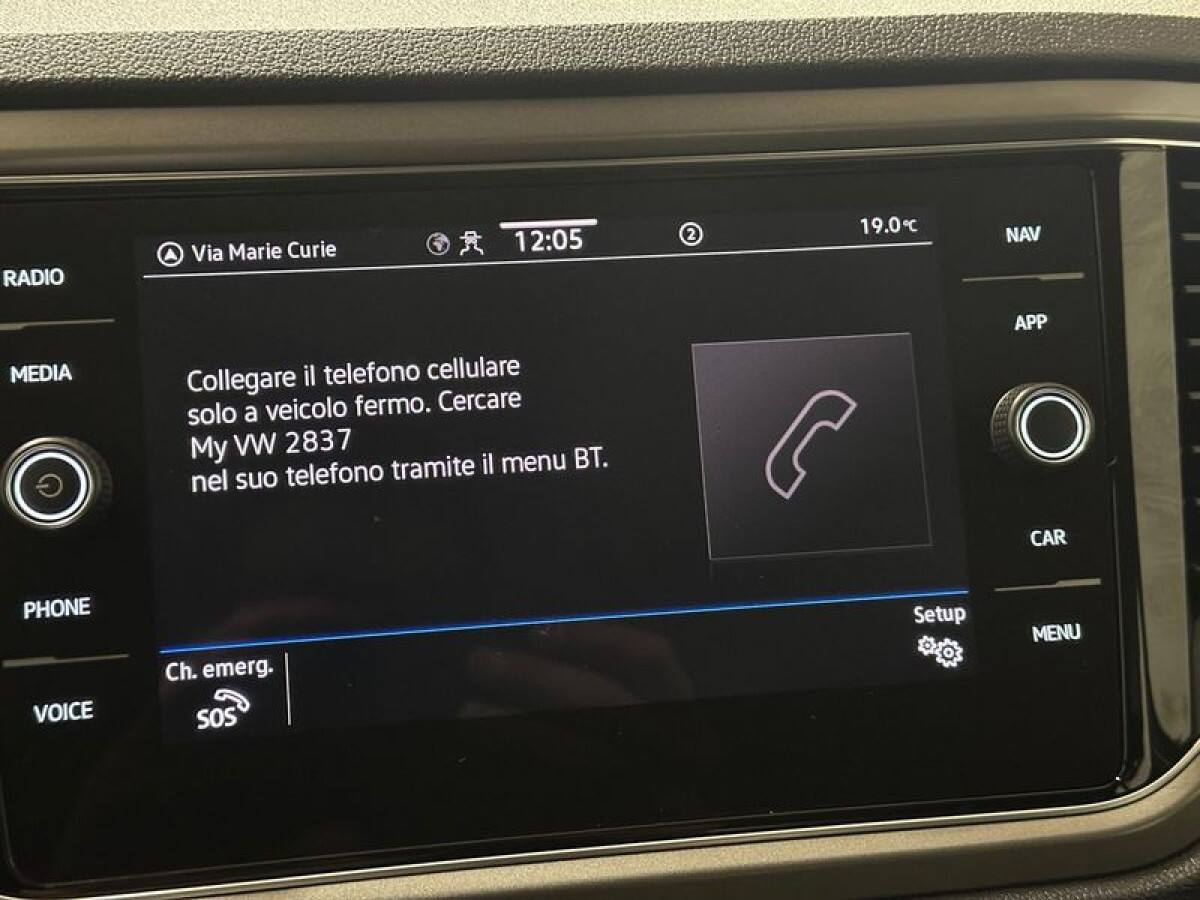 Via Marie Curie
12:05
2
19.0°C
RADIO
MEDIA
PHONE
VOICE
Collegare il telefono cellulare
solo a veicolo fermo. Cercare
My VW 2837
nel suo telefono tramite il menu BT.
Ch. emerg.
SOS
Setup
NAV
APP
CAR
MENU